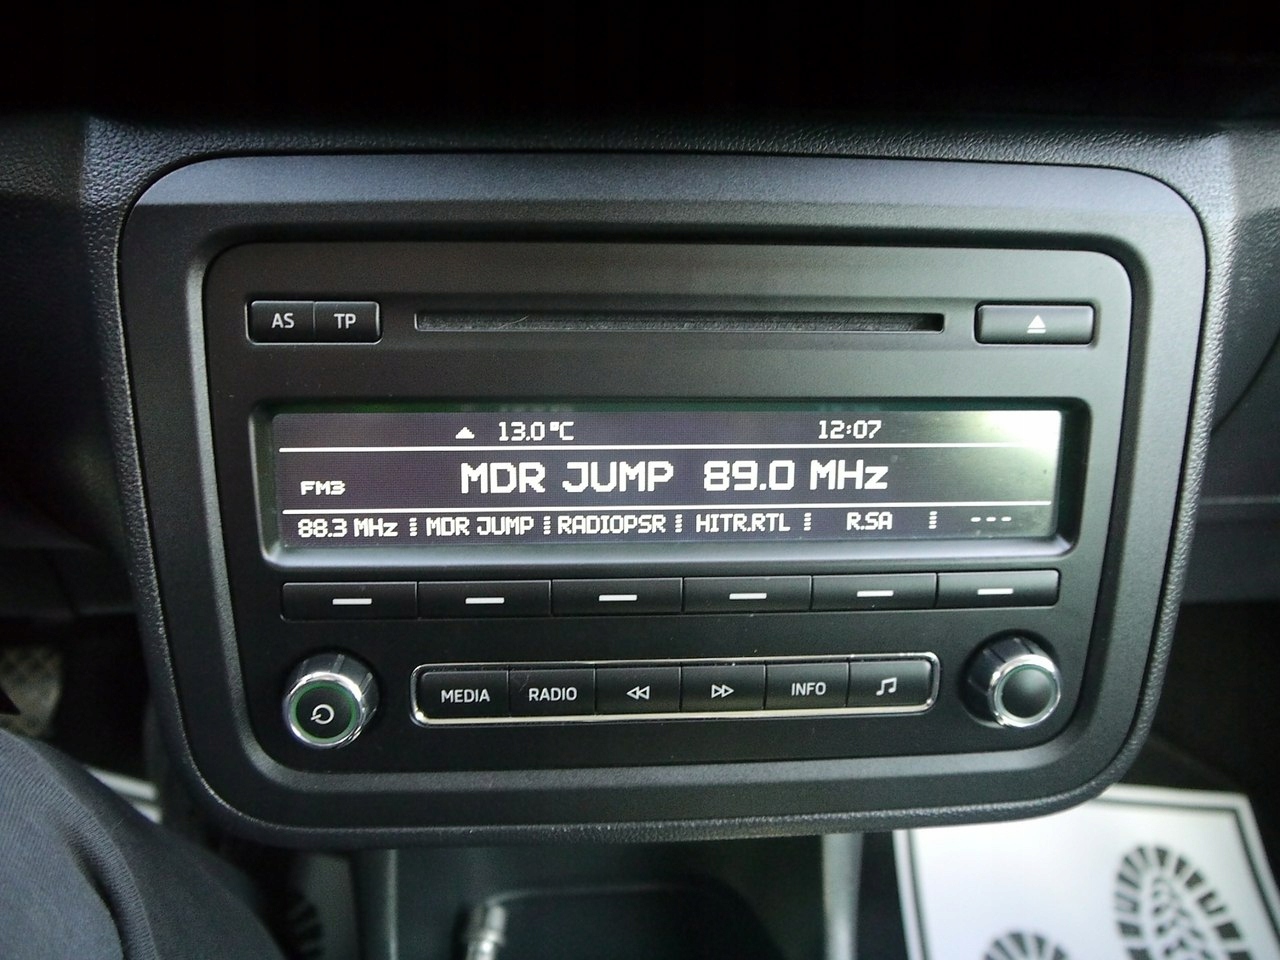 AS TP
13.0 °C 12:07
FM3 MDR JUMP 89.0 MHz
88.3 MHz MDR JUMP RADIOPSR HITR.RTL R.SA ---
MEDIA RADIO INFO